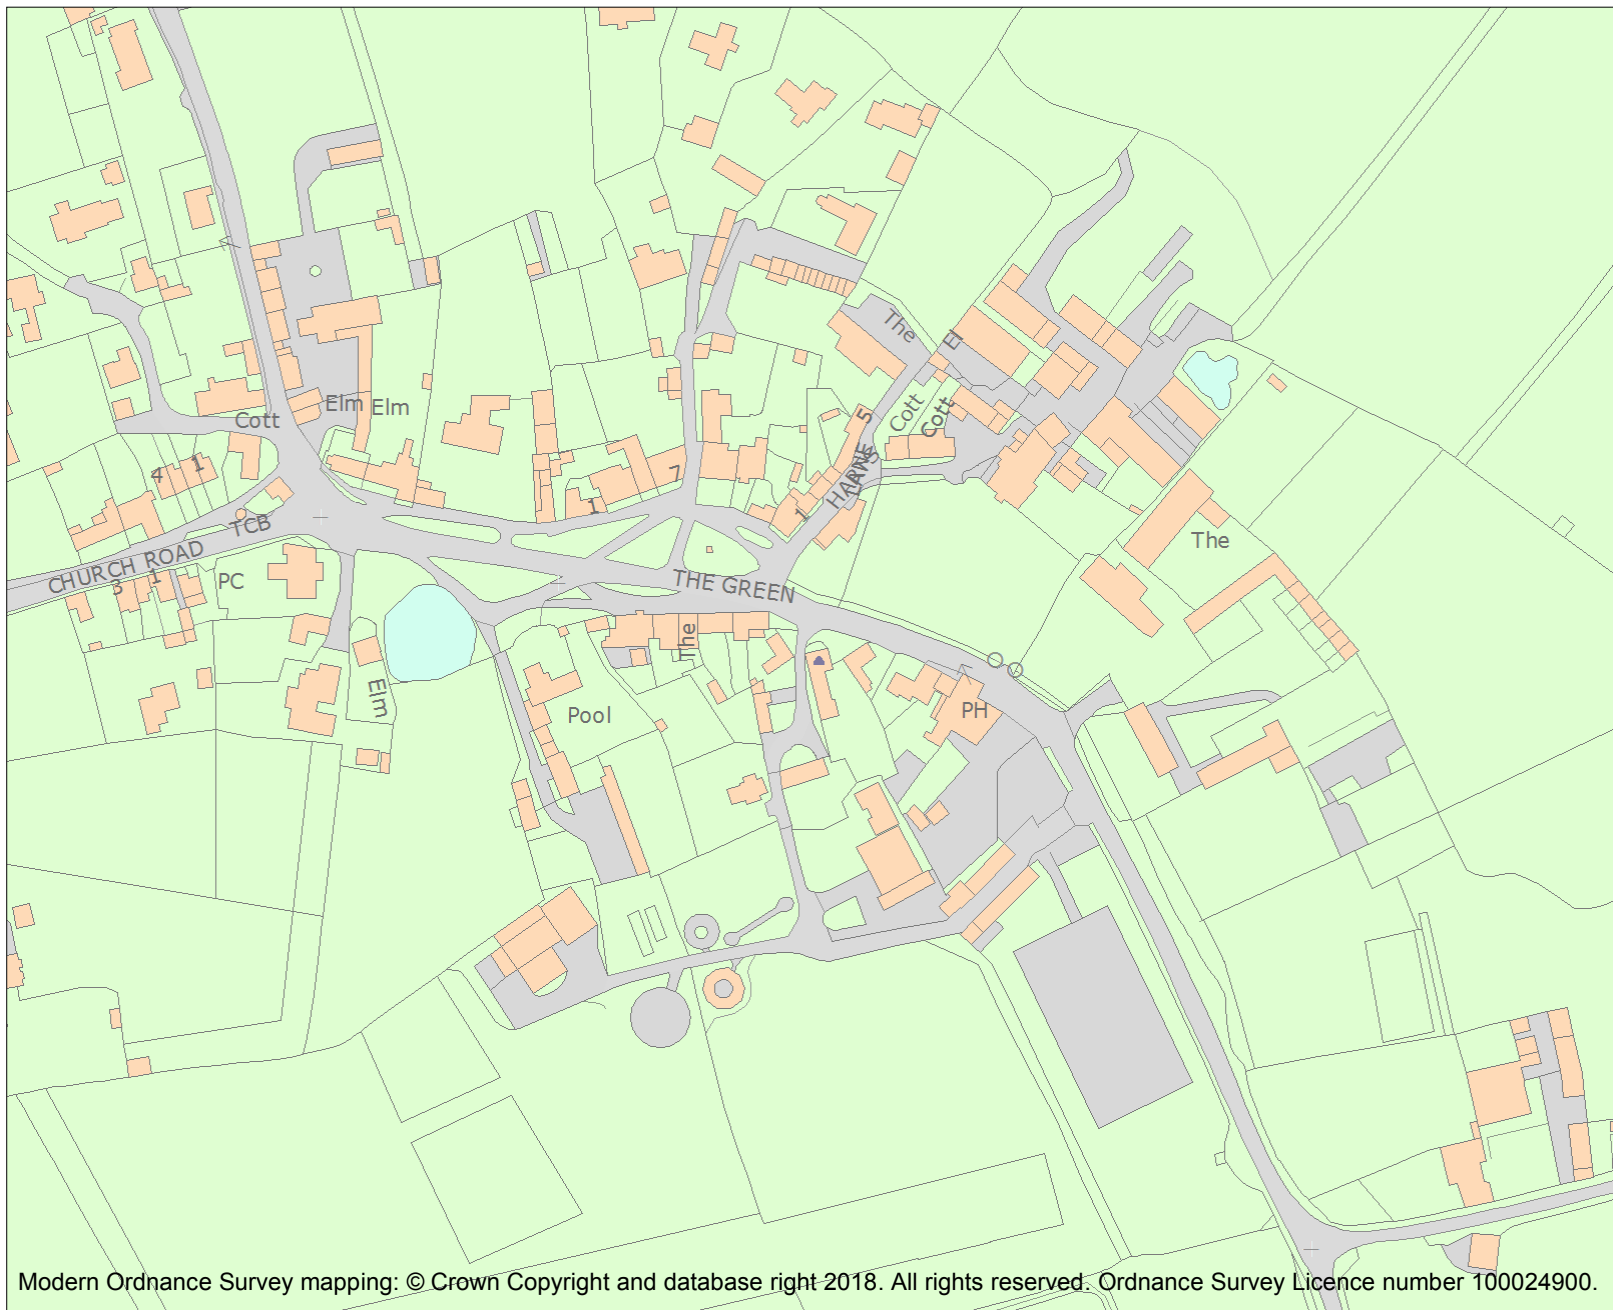 The
El
Elm
Elm
Cott
Cott
Cott
5
4
1
7
1
HARNE
1
TCB
CHURCH ROAD
3
1
PC
THE GREEN
The
The
Elm
Pool
PH
Modern Ordnance Survey mapping: © Crown Copyright and database right 2018. All rights reserved. Ordnance Survey Licence number 100024900.